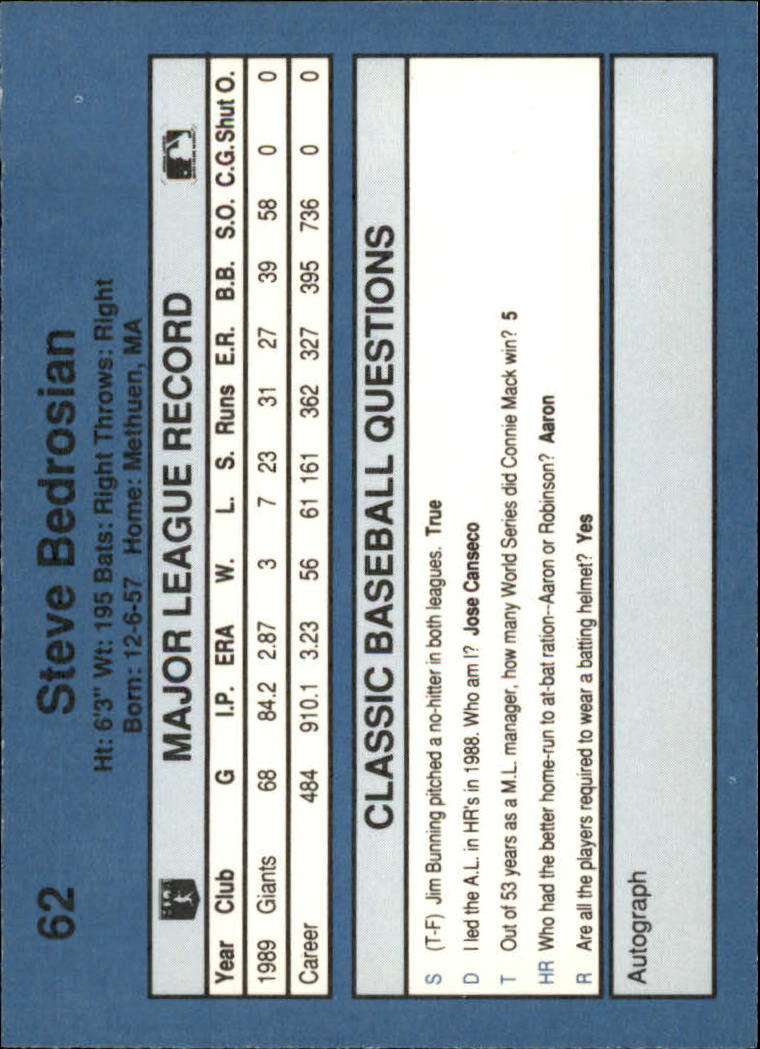 62 Steve Bedrosian
Ht: 6'3" Wt: 195 Bats: Right Throws: Right
Born: 12-6-57 Home: Methuen, MA
MAJOR LEAGUE RECORD
Year Club G I.P. ERA W. L. S. Runs E.R. B.B. S.O. C.G. Shut O.
1989 Giants 68 84.2 2.87 3 7 23 31 27 39 58 0 0
Career 484 910.1 3.23 56 61 161 362 327 395 736 0 0
CLASSIC BASEBALL QUESTIONS
S (T-F) Jim Bunning pitched a no-hitter in both leagues. True
D I led the A.L. in HR's in 1988. Who am I? Jose Canseco
T Out of 53 years as a M.L. manager, how many World Series did Connie Mack win? 5
HR Who had the better home-run to at-bat ration--Aaron or Robinson? Aaron
R Are all the players required to wear a batting helmet? Yes
Autograph